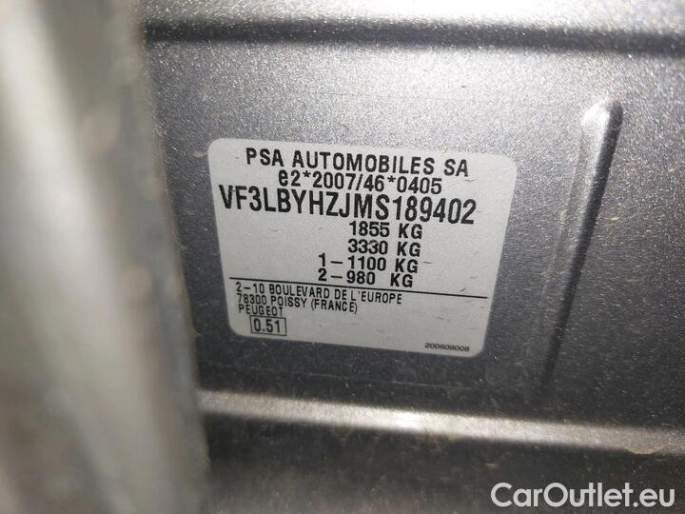 PSA AUTOMOBILES SA
e2*2007/46*0405
VF3LBYHZJMS189402
1855 KG
3330 KG
1-1100 KG
2-980 KG
2-10 BOULEVARD DE L'EUROPE
78300 POISSY (FRANCE)
PEUGEOT
0.51
CarOutlet.eu